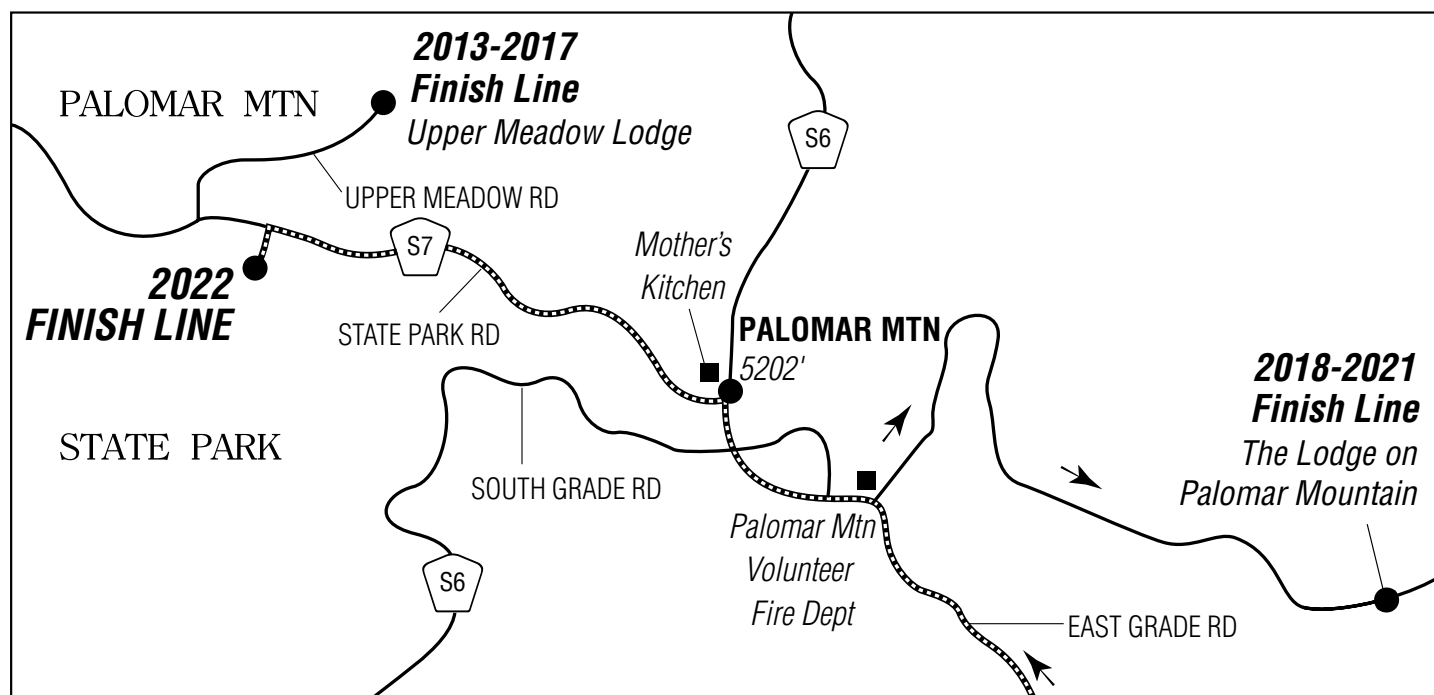 2013-2017
Finish Line
Upper Meadow Lodge
PALOMAR MTN
UPPER MEADOW RD
S6
S7
2022
FINISH LINE
STATE PARK RD
Mother's
Kitchen
PALOMAR MTN
5202'
2018-2021
Finish Line
The Lodge on
Palomar Mountain
STATE PARK
SOUTH GRADE RD
Palomar Mtn
Volunteer
Fire Dept
S6
EAST GRADE RD